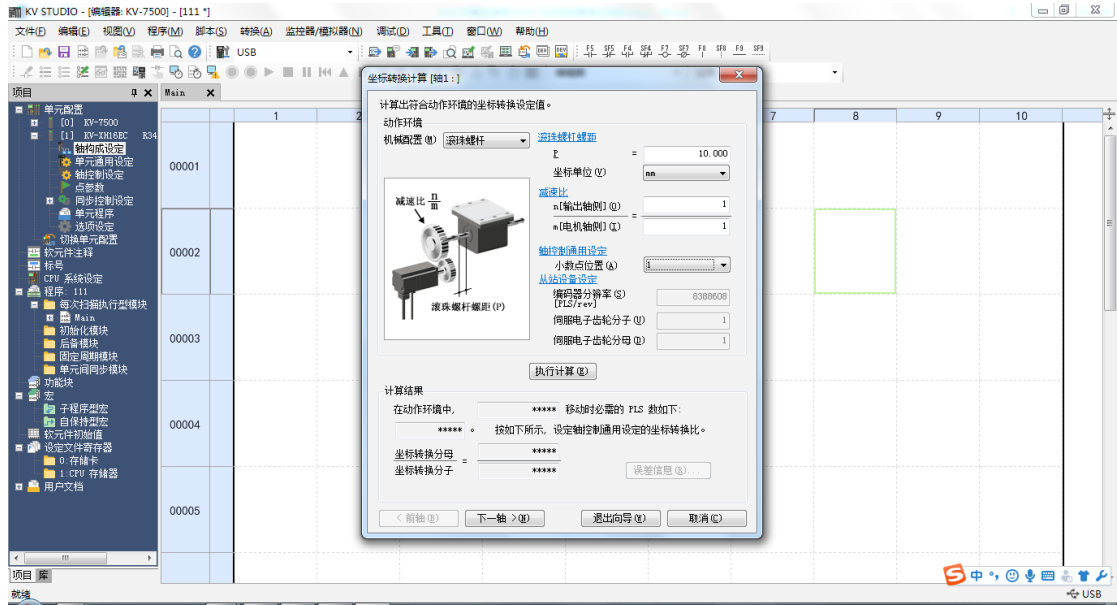 KV STUDIO - [编辑器: KV-7500] - [111 *]
文件(F) 编辑(E) 视图(V) 程序(M) 脚本(S) 转换(A) 监控器/模拟器(N) 调试(D) 工具(T) 窗口(W) 帮助(H)
USB
F5 SF5 F4 SF4 F7 SF7 F8 SF8 F9 SF9
项目
Main
坐标转换计算 [轴1 : ]
单元配置
[0] KV-7500
[1] KV-XH16EC R34
轴构成设定
单元通用设定
轴控制设定
点参数
同步控制设定
单元程序
选项设定
切换单元配置
软元件注释
标号
CPU 系统设定
程序: 111
每次扫描执行型模块
Main
初始化模块
后备模块
固定周期模块
单元间同步模块
功能块
宏
子程序型宏
自保持型宏
软元件初始值
设定文件寄存器
0:存储卡
1:CPU 存储器
用户文档
项目 库
就绪
1 2 7 8 9 10
00001
00002
00003
00004
00005
计算出符合动作环境的坐标转换设定值。
动作环境
机械配置(M) 滚珠螺杆
滚珠螺杆螺距
P = 10.000
坐标单位(V) mm
减速比
n[输出轴侧](O) 1
=
m[电机轴侧](I) 1
轴控制通用设定
小数点位置(A) 1
从站设备设定
编码器分辨率(S)
[PLS/rev] 8388608
伺服电子齿轮分子(U) 1
伺服电子齿轮分母(D) 1
减速比 n/m
滚珠螺杆螺距(P)
执行计算(E)
计算结果
在动作环境中, ***** 移动时必需的 PLS 数如下:
***** 。 按如下所示, 设定轴控制通用设定的坐标转换比。
坐标转换分母 *****
=
坐标转换分子 *****
误差信息(R)...
< 前轴(B) 下一轴 >(N) 退出向导(X) 取消(C)
中
USB